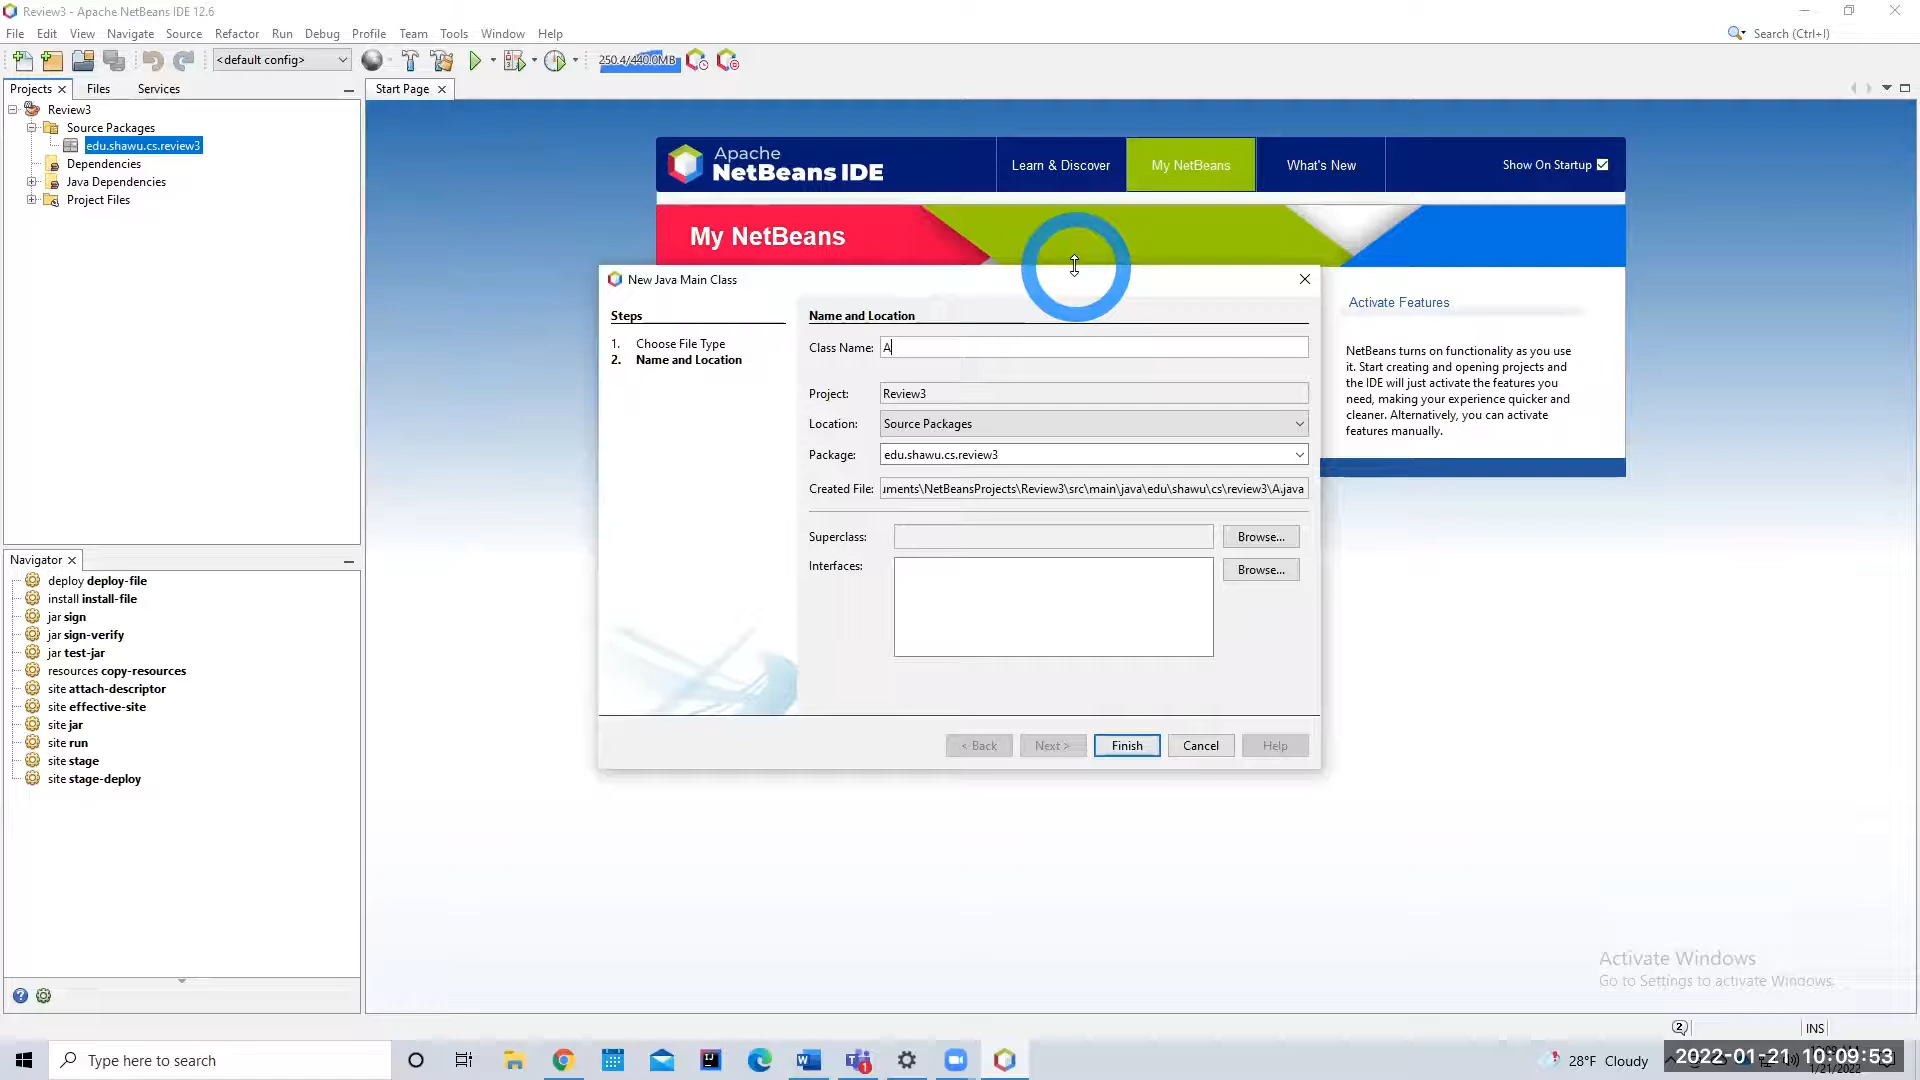 Review3 - Apache NetBeans IDE 12.6
File Edit View Navigate Source Refactor Run Debug Profile Team Tools Window Help
Search (Ctrl+I)
<default config>
250.4/440.0MB
Projects Files Services
Start Page
Review3
Source Packages
edu.shawu.cs.review3
Dependencies
Java Dependencies
Project Files
Apache
NetBeans IDE
Learn & Discover
My NetBeans
What's New
Show On Startup
My NetBeans
Activate Features
NetBeans turns on functionality as you use
it. Start creating and opening projects and
the IDE will just activate the features you
need, making your experience quicker and
cleaner. Alternatively, you can activate
features manually.
New Java Main Class
Steps
1. Choose File Type
2. Name and Location
Name and Location
Class Name: A
Project: Review3
Location: Source Packages
Package: edu.shawu.cs.review3
Created File: uments\NetBeansProjects\Review3\src\main\java\edu\shawu\cs\review3\A.java
Superclass: Browse...
Interfaces: Browse...
< Back Next > Finish Cancel Help
Navigator
deploy deploy-file
install install-file
jar sign
jar sign-verify
jar test-jar
resources copy-resources
site attach-descriptor
site effective-site
site jar
site run
site stage
site stage-deploy
Activate Windows
Go to Settings to activate Windows.
2
INS
Type here to search
1
28°F Cloudy
2022-01-21 10:09:53
1/21/2022